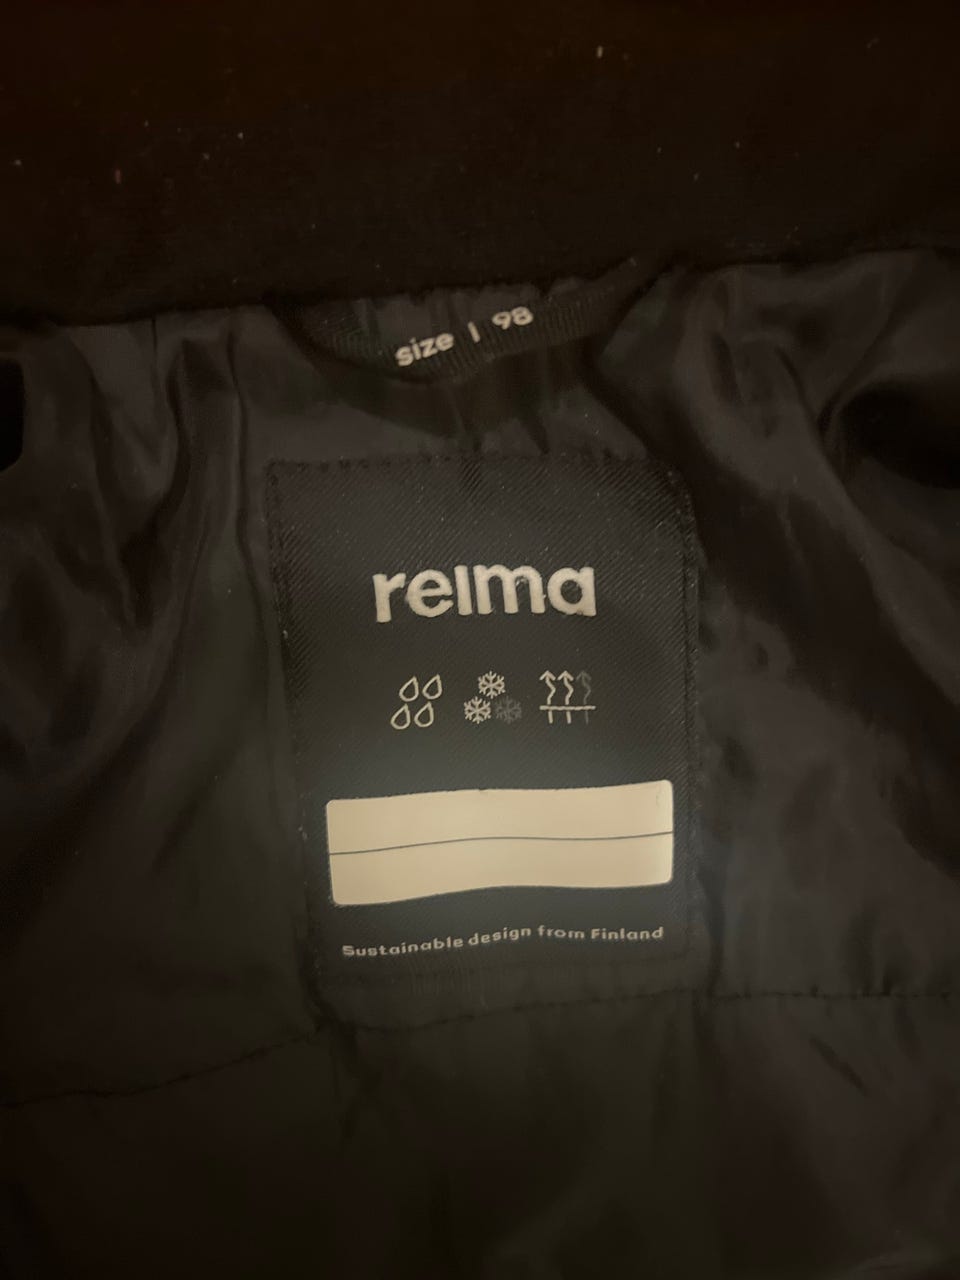 size | 98
reima
Sustainable design from Finland